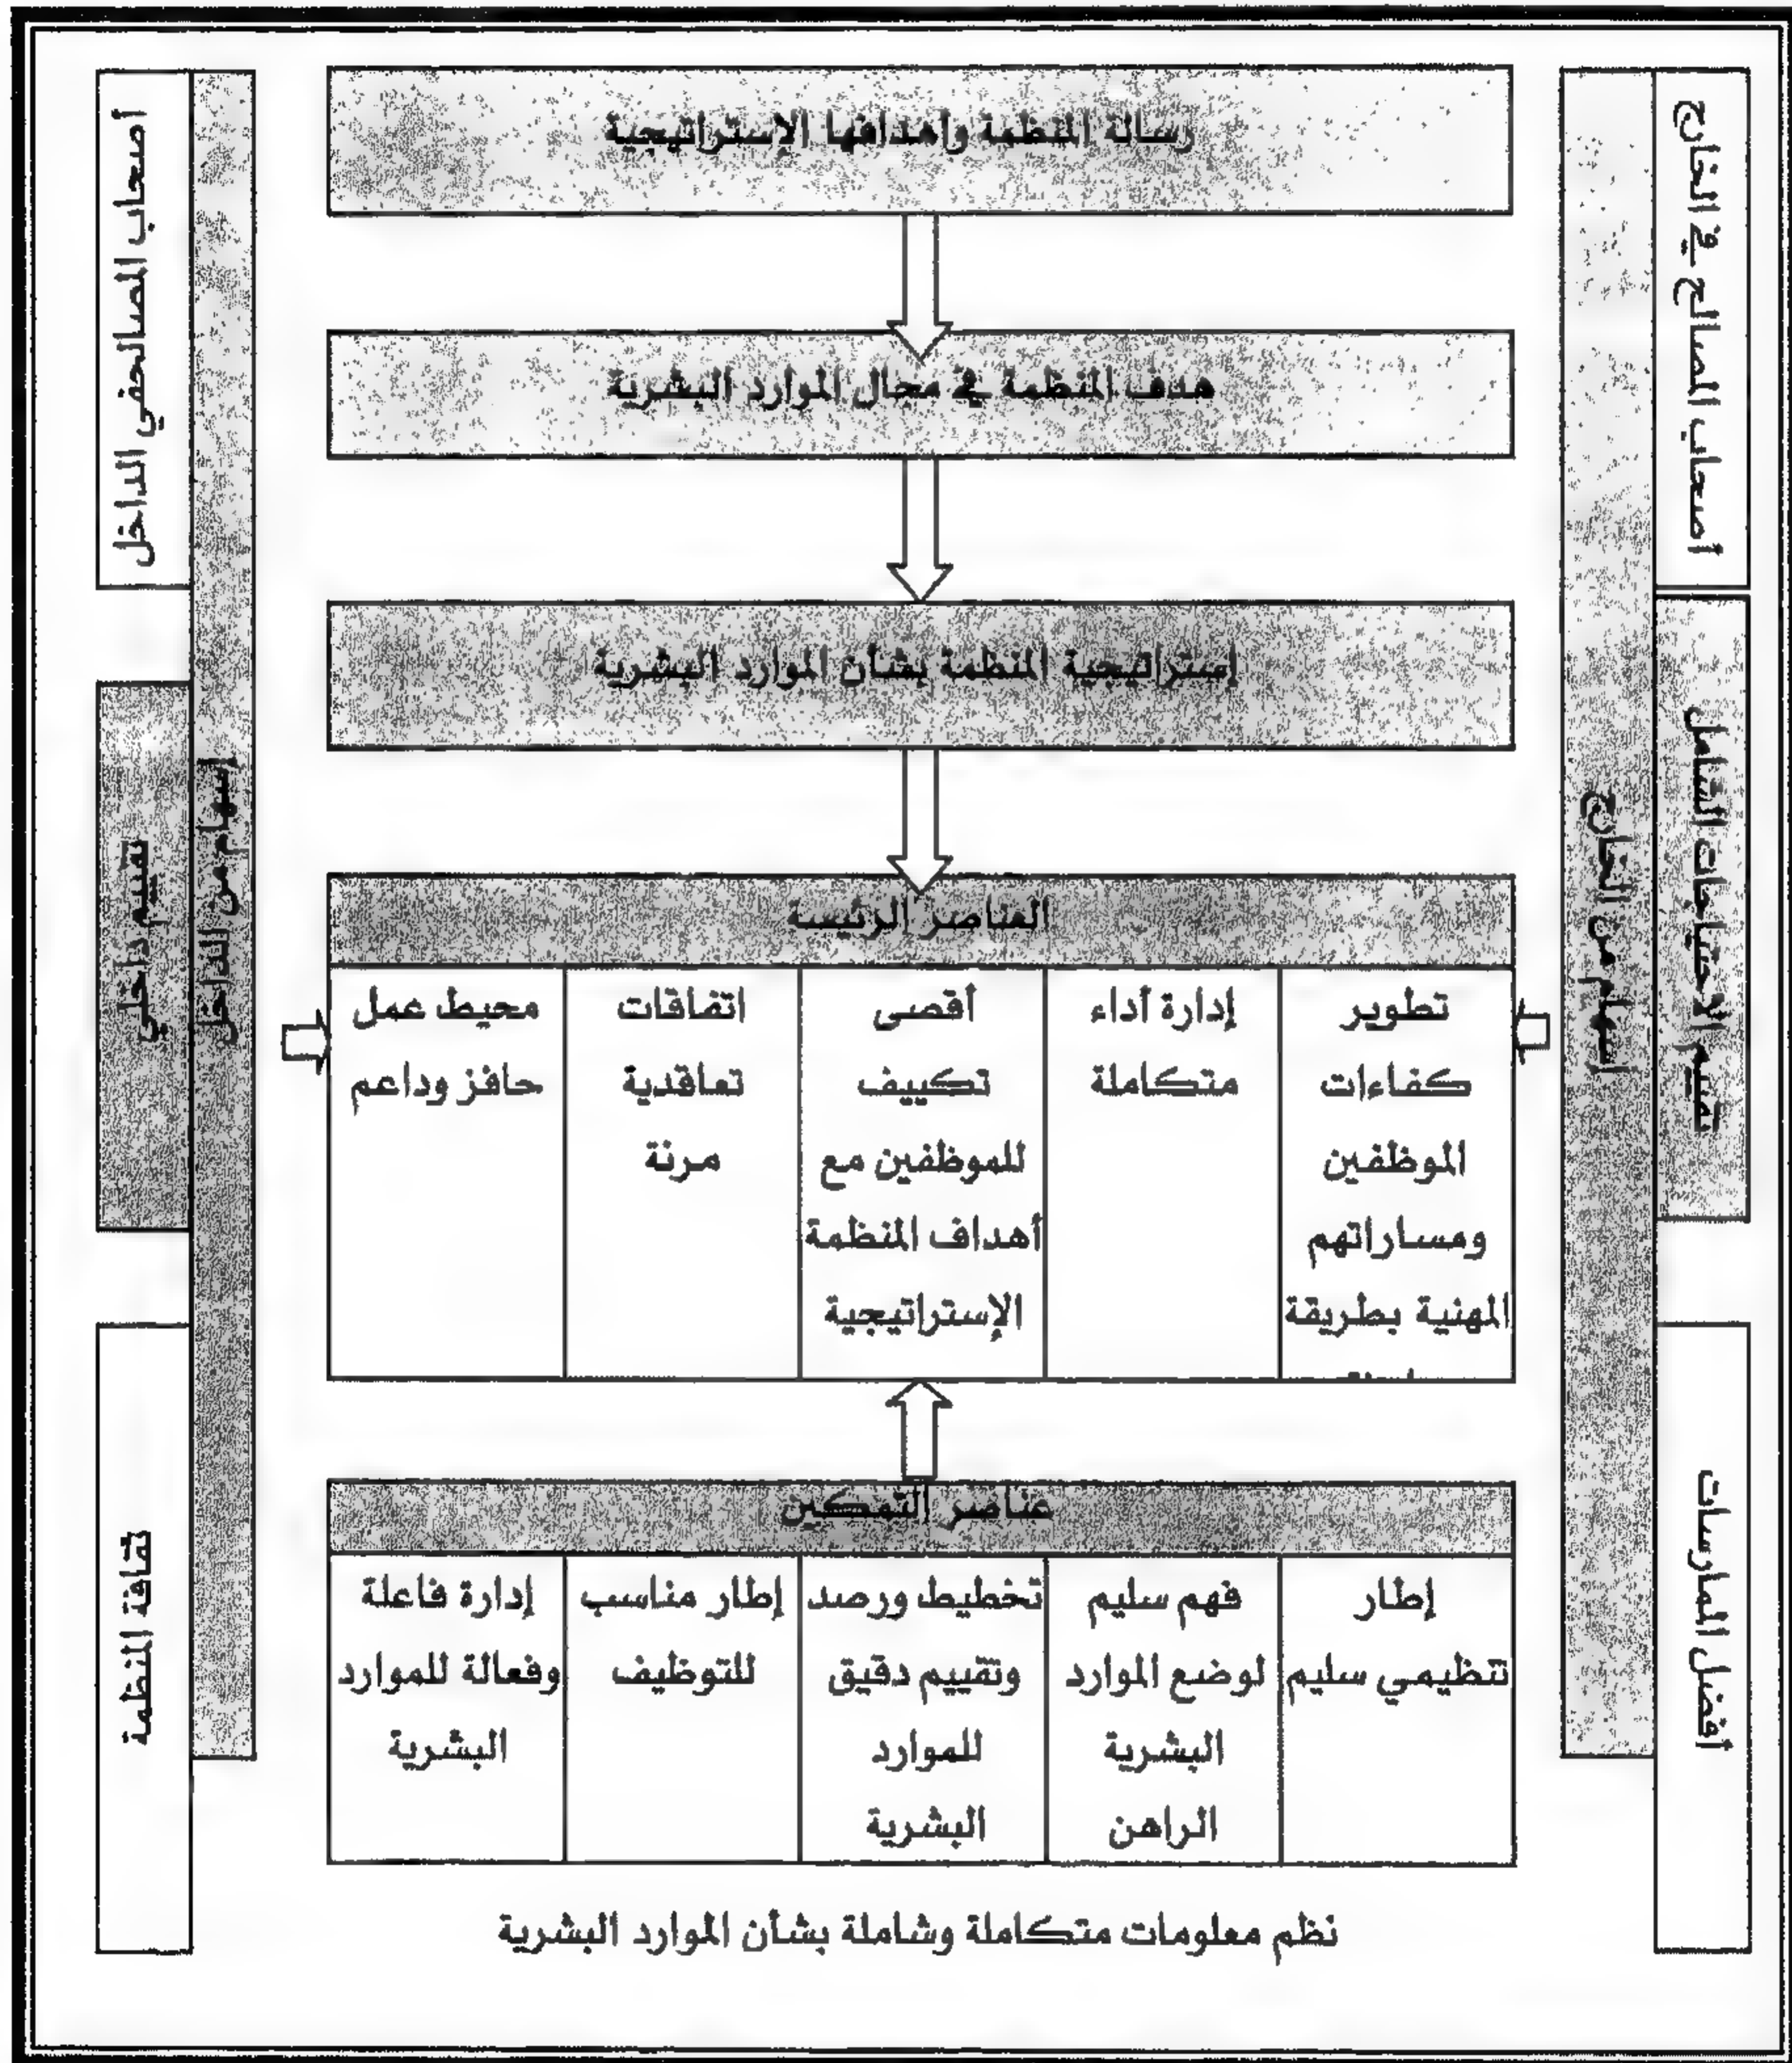 رسالة المنظمة وأهدافها الإستراتيجية
هدف المنظمة في مجال الموارد البشرية
إستراتيجية المنظمة بشأن الموارد البشرية
العناصر الرئيسة
تطوير
كفاءات
الموظفين
ومساراتهم
المهنية بطريقة
إدارة أداء
متكاملة
أقصى
تكييف
للموظفين مع
أهداف المنظمة
الإستراتيجية
اتفاقات
تعاقدية
مرنة
محيط عمل
حافز وداعم
عناصر التمكين
إطار
تنظيمي سليم
فهم سليم
لوضع الموارد
البشرية
الراهن
تخطيط ورصد
وتقييم دقيق
للموارد
البشرية
إطار مناسب
للتوظيف
إدارة فاعلة
وفعالة للموارد
البشرية
نظم معلومات متكاملة وشاملة بشأن الموارد البشرية
أصحاب المصالح في الخارج
تقييم الاحتياجات الشامل
أفضل الممارسات
إسهام من الخارج
إسهام من الداخل
أصحاب المصالحفي الداخل
تقييم داخلي
ثقافة المنظمة